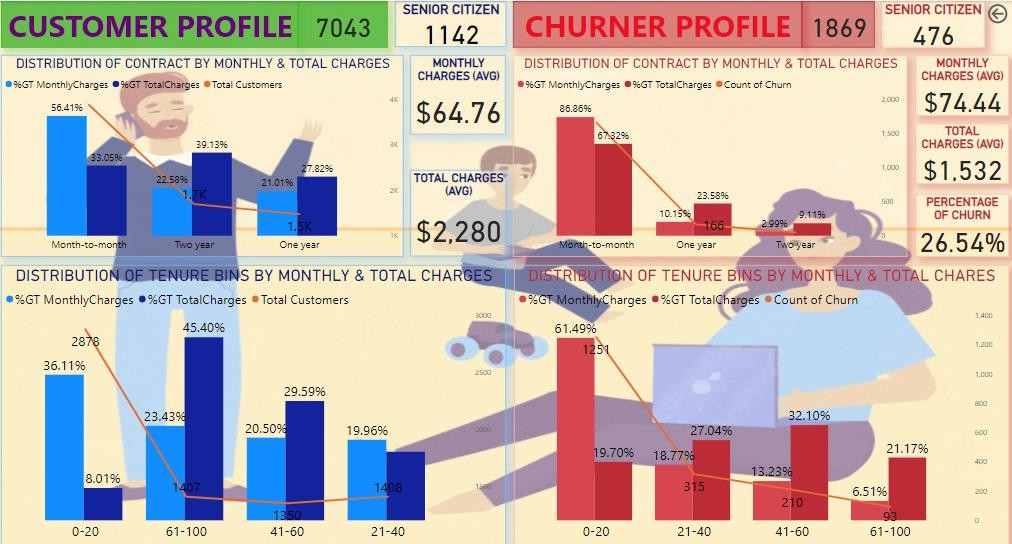 CUSTOMER PROFILE 7043
SENIOR CITIZEN
1142
CHURNER PROFILE 1869
SENIOR CITIZEN
476
DISTRIBUTION OF CONTRACT BY MONTHLY & TOTAL CHARGES
%GT MonthlyCharges %GT TotalCharges Total Customers
56.41%
33.05%
22.58%
39.13%
21.01%
27.82%
1.7K
1.5K
4K
3K
2K
1K
Month-to-month Two year One year
MONTHLY
CHARGES (AVG)
$64.76
TOTAL CHARGES
(AVG)
$2,280
DISTRIBUTION OF CONTRACT BY MONTHLY & TOTAL CHARGES
%GT MonthlyCharges %GT TotalCharges Count of Churn
86.86%
67.32%
10.15%
23.58%
2.99%
9.11%
166
2,000
1,500
1,000
500
0
Month-to-month One year Two year
MONTHLY
CHARGES (AVG)
$74.44
TOTAL
CHARGES (AVG)
$1,532
PERCENTAGE
OF CHURN
26.54%
DISTRIBUTION OF TENURE BINS BY MONTHLY & TOTAL CHARGES
%GT MonthlyCharges %GT TotalCharges Total Customers
2878
36.11%
8.01%
23.43%
45.40%
20.50%
29.59%
19.96%
1407
1350
1408
3000
2500
2000
1500
0-20 61-100 41-60 21-40
DISTRIBUTION OF TENURE BINS BY MONTHLY & TOTAL CHARES
%GT MonthlyCharges %GT TotalCharges Count of Churn
61.49%
1251
19.70%
18.77%
27.04%
13.23%
32.10%
6.51%
21.17%
315
210
93
1,400
1,200
1,000
800
600
400
200
0
0-20 21-40 41-60 61-100